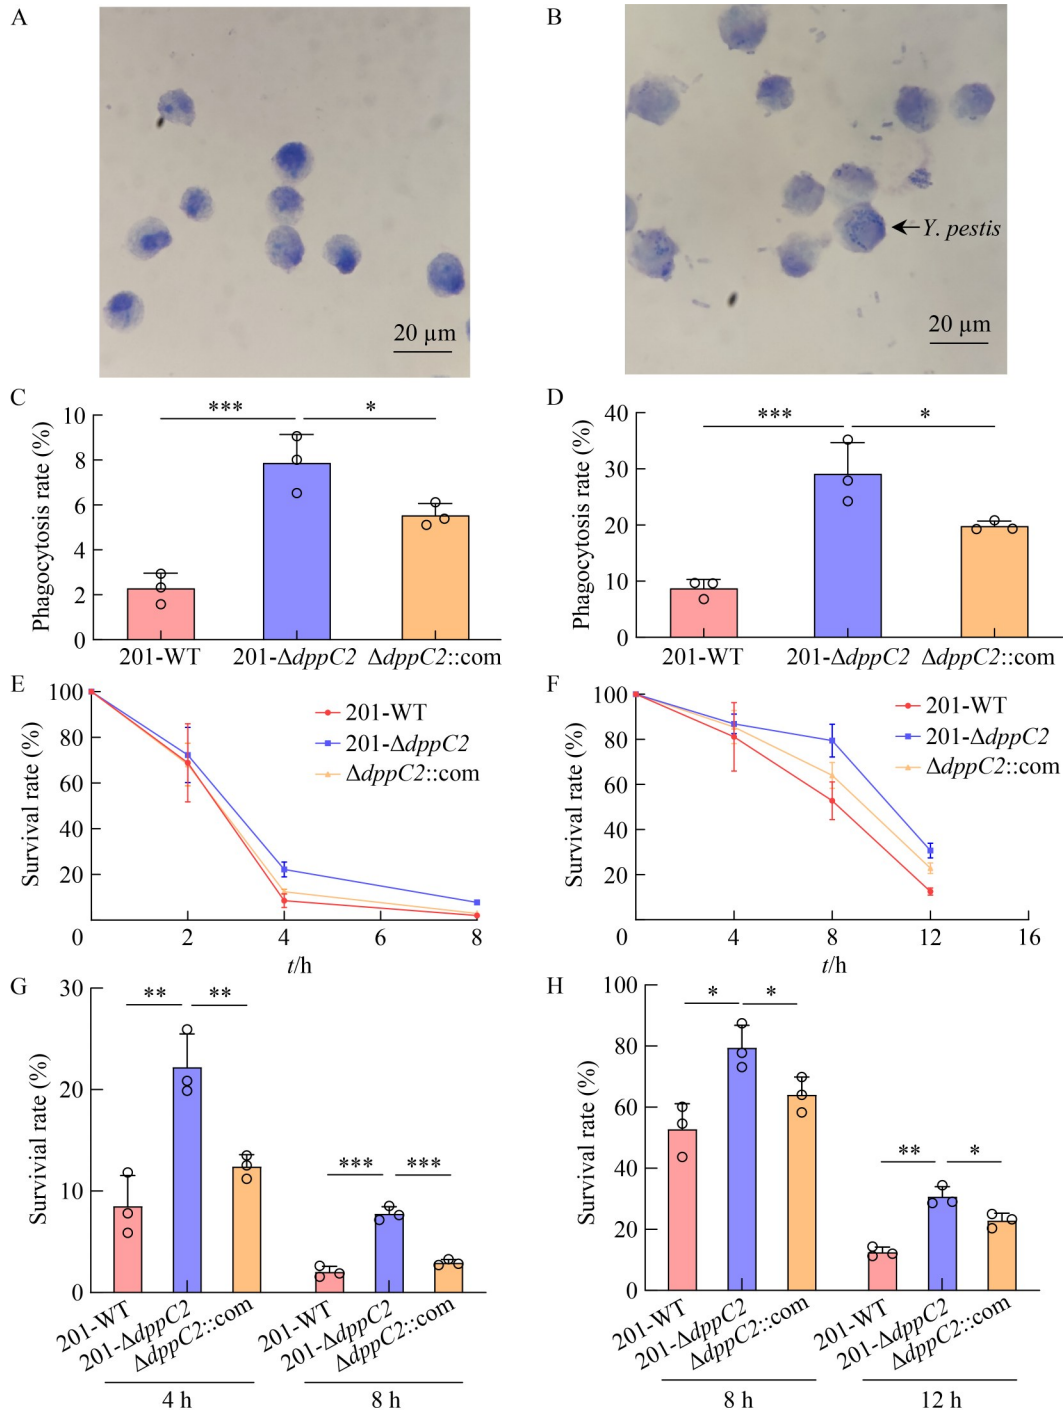 A
B
20 µm
Y. pestis
20 µm
C
D
Phagocytosis rate (%)
10
8
6
4
2
0
***
*
201-WT
201-ΔdppC2
ΔdppC2::com
Phagocytosis rate (%)
40
30
20
10
0
***
*
201-WT
201-ΔdppC2
ΔdppC2::com
E
F
Survival rate (%)
100
80
60
40
20
0
2
4
6
8
t/h
201-WT
201-ΔdppC2
ΔdppC2::com
Survival rate (%)
100
80
60
40
20
0
4
8
12
16
t/h
201-WT
201-ΔdppC2
ΔdppC2::com
G
H
Survivial rate (%)
30
20
10
0
**
**
***
***
201-WT
201-ΔdppC2
ΔdppC2::com
201-WT
201-ΔdppC2
ΔdppC2::com
4 h
8 h
Survival rate (%)
100
80
60
40
20
0
*
*
**
*
201-WT
201-ΔdppC2
ΔdppC2::com
201-WT
201-ΔdppC2
ΔdppC2::com
8 h
12 h